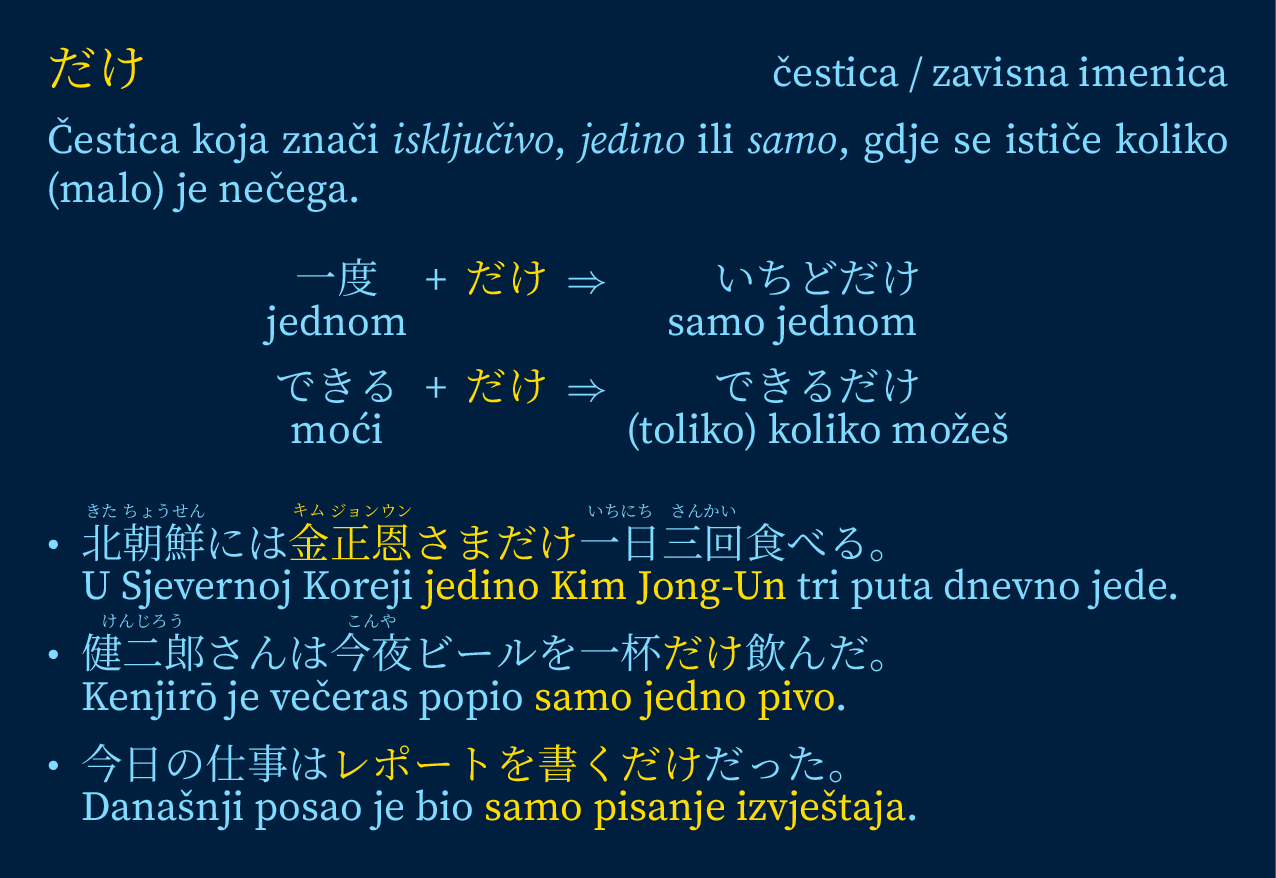 だけ čestica / zavisna imenica
Čestica koja znači isključivo, jedino ili samo, gdje se ističe koliko
(malo) je nečega.
一度 + だけ ⇒ いちどだけ
jednom samo jednom
できる + だけ ⇒ できるだけ
moći (toliko) koliko možeš
きた ちょうせん キム ジョンウン いちにち さんかい
• 北朝鮮には金正恩さまだけ一日三回食べる。
U Sjevernoj Koreji jedino Kim Jong-Un tri puta dnevno jede.
けんじろう こんや
• 健二郎さんは今夜ビールを一杯だけ飲んだ。
Kenjirō je večeras popio samo jedno pivo.
• 今日の仕事はレポートを書くだけだった。
Današnji posao je bio samo pisanje izvještaja.